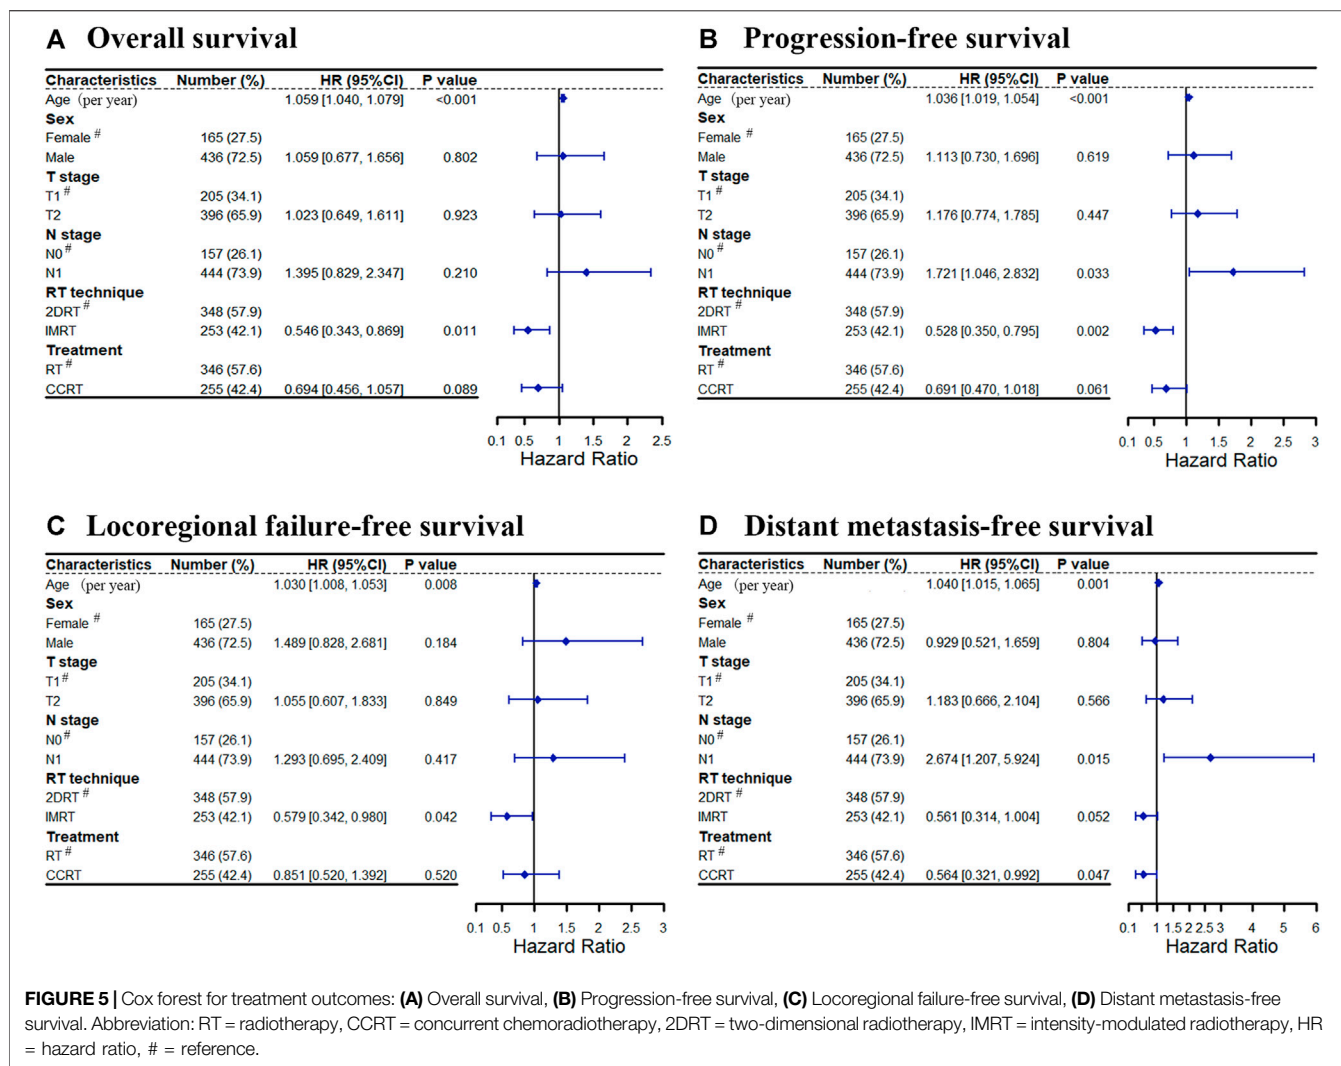 A Overall survival
Characteristics Number (%) HR (95%CI) P value
Age (per year) 1.059 [1.040, 1.079] <0.001
Sex
Female # 165 (27.5)
Male 436 (72.5) 1.059 [0.677, 1.656] 0.802
T stage
T1 # 205 (34.1)
T2 396 (65.9) 1.023 [0.649, 1.611] 0.923
N stage
N0 # 157 (26.1)
N1 444 (73.9) 1.395 [0.829, 2.347] 0.210
RT technique
2DRT # 348 (57.9)
IMRT 253 (42.1) 0.546 [0.343, 0.869] 0.011
Treatment
RT # 346 (57.6)
CCRT 255 (42.4) 0.694 [0.456, 1.057] 0.089
0.1 0.5 1 1.5 2 2.5
Hazard Ratio
B Progression-free survival
Characteristics Number (%) HR (95%CI) P value
Age (per year) 1.036 [1.019, 1.054] <0.001
Sex
Female # 165 (27.5)
Male 436 (72.5) 1.113 [0.730, 1.696] 0.619
T stage
T1 # 205 (34.1)
T2 396 (65.9) 1.176 [0.774, 1.785] 0.447
N stage
N0 # 157 (26.1)
N1 444 (73.9) 1.721 [1.046, 2.832] 0.033
RT technique
2DRT # 348 (57.9)
IMRT 253 (42.1) 0.528 [0.350, 0.795] 0.002
Treatment
RT # 346 (57.6)
CCRT 255 (42.4) 0.691 [0.470, 1.018] 0.061
0.1 0.5 1 1.5 2 2.5 3
Hazard Ratio
C Locoregional failure-free survival
Characteristics Number (%) HR (95%CI) P value
Age (per year) 1.030 [1.008, 1.053] 0.008
Sex
Female # 165 (27.5)
Male 436 (72.5) 1.489 [0.828, 2.681] 0.184
T stage
T1 # 205 (34.1)
T2 396 (65.9) 1.055 [0.607, 1.833] 0.849
N stage
N0 # 157 (26.1)
N1 444 (73.9) 1.293 [0.695, 2.409] 0.417
RT technique
2DRT # 348 (57.9)
IMRT 253 (42.1) 0.579 [0.342, 0.980] 0.042
Treatment
RT # 346 (57.6)
CCRT 255 (42.4) 0.851 [0.520, 1.392] 0.520
0.1 0.5 1 1.5 2 2.5 3
Hazard Ratio
D Distant metastasis-free survival
Characteristics Number (%) HR (95%CI) P value
Age (per year) 1.040 [1.015, 1.065] 0.001
Sex
Female # 165 (27.5)
Male 436 (72.5) 0.929 [0.521, 1.659] 0.804
T stage
T1 # 205 (34.1)
T2 396 (65.9) 1.183 [0.666, 2.104] 0.566
N stage
N0 # 157 (26.1)
N1 444 (73.9) 2.674 [1.207, 5.924] 0.015
RT technique
2DRT # 348 (57.9)
IMRT 253 (42.1) 0.561 [0.314, 1.004] 0.052
Treatment
RT # 346 (57.6)
CCRT 255 (42.4) 0.564 [0.321, 0.992] 0.047
0.1 1 1.5 2 2.5 3 4 5 6
Hazard Ratio
FIGURE 5 | Cox forest for treatment outcomes: (A) Overall survival, (B) Progression-free survival, (C) Locoregional failure-free survival, (D) Distant metastasis-free
survival. Abbreviation: RT = radiotherapy, CCRT = concurrent chemoradiotherapy, 2DRT = two-dimensional radiotherapy, IMRT = intensity-modulated radiotherapy, HR
= hazard ratio, # = reference.